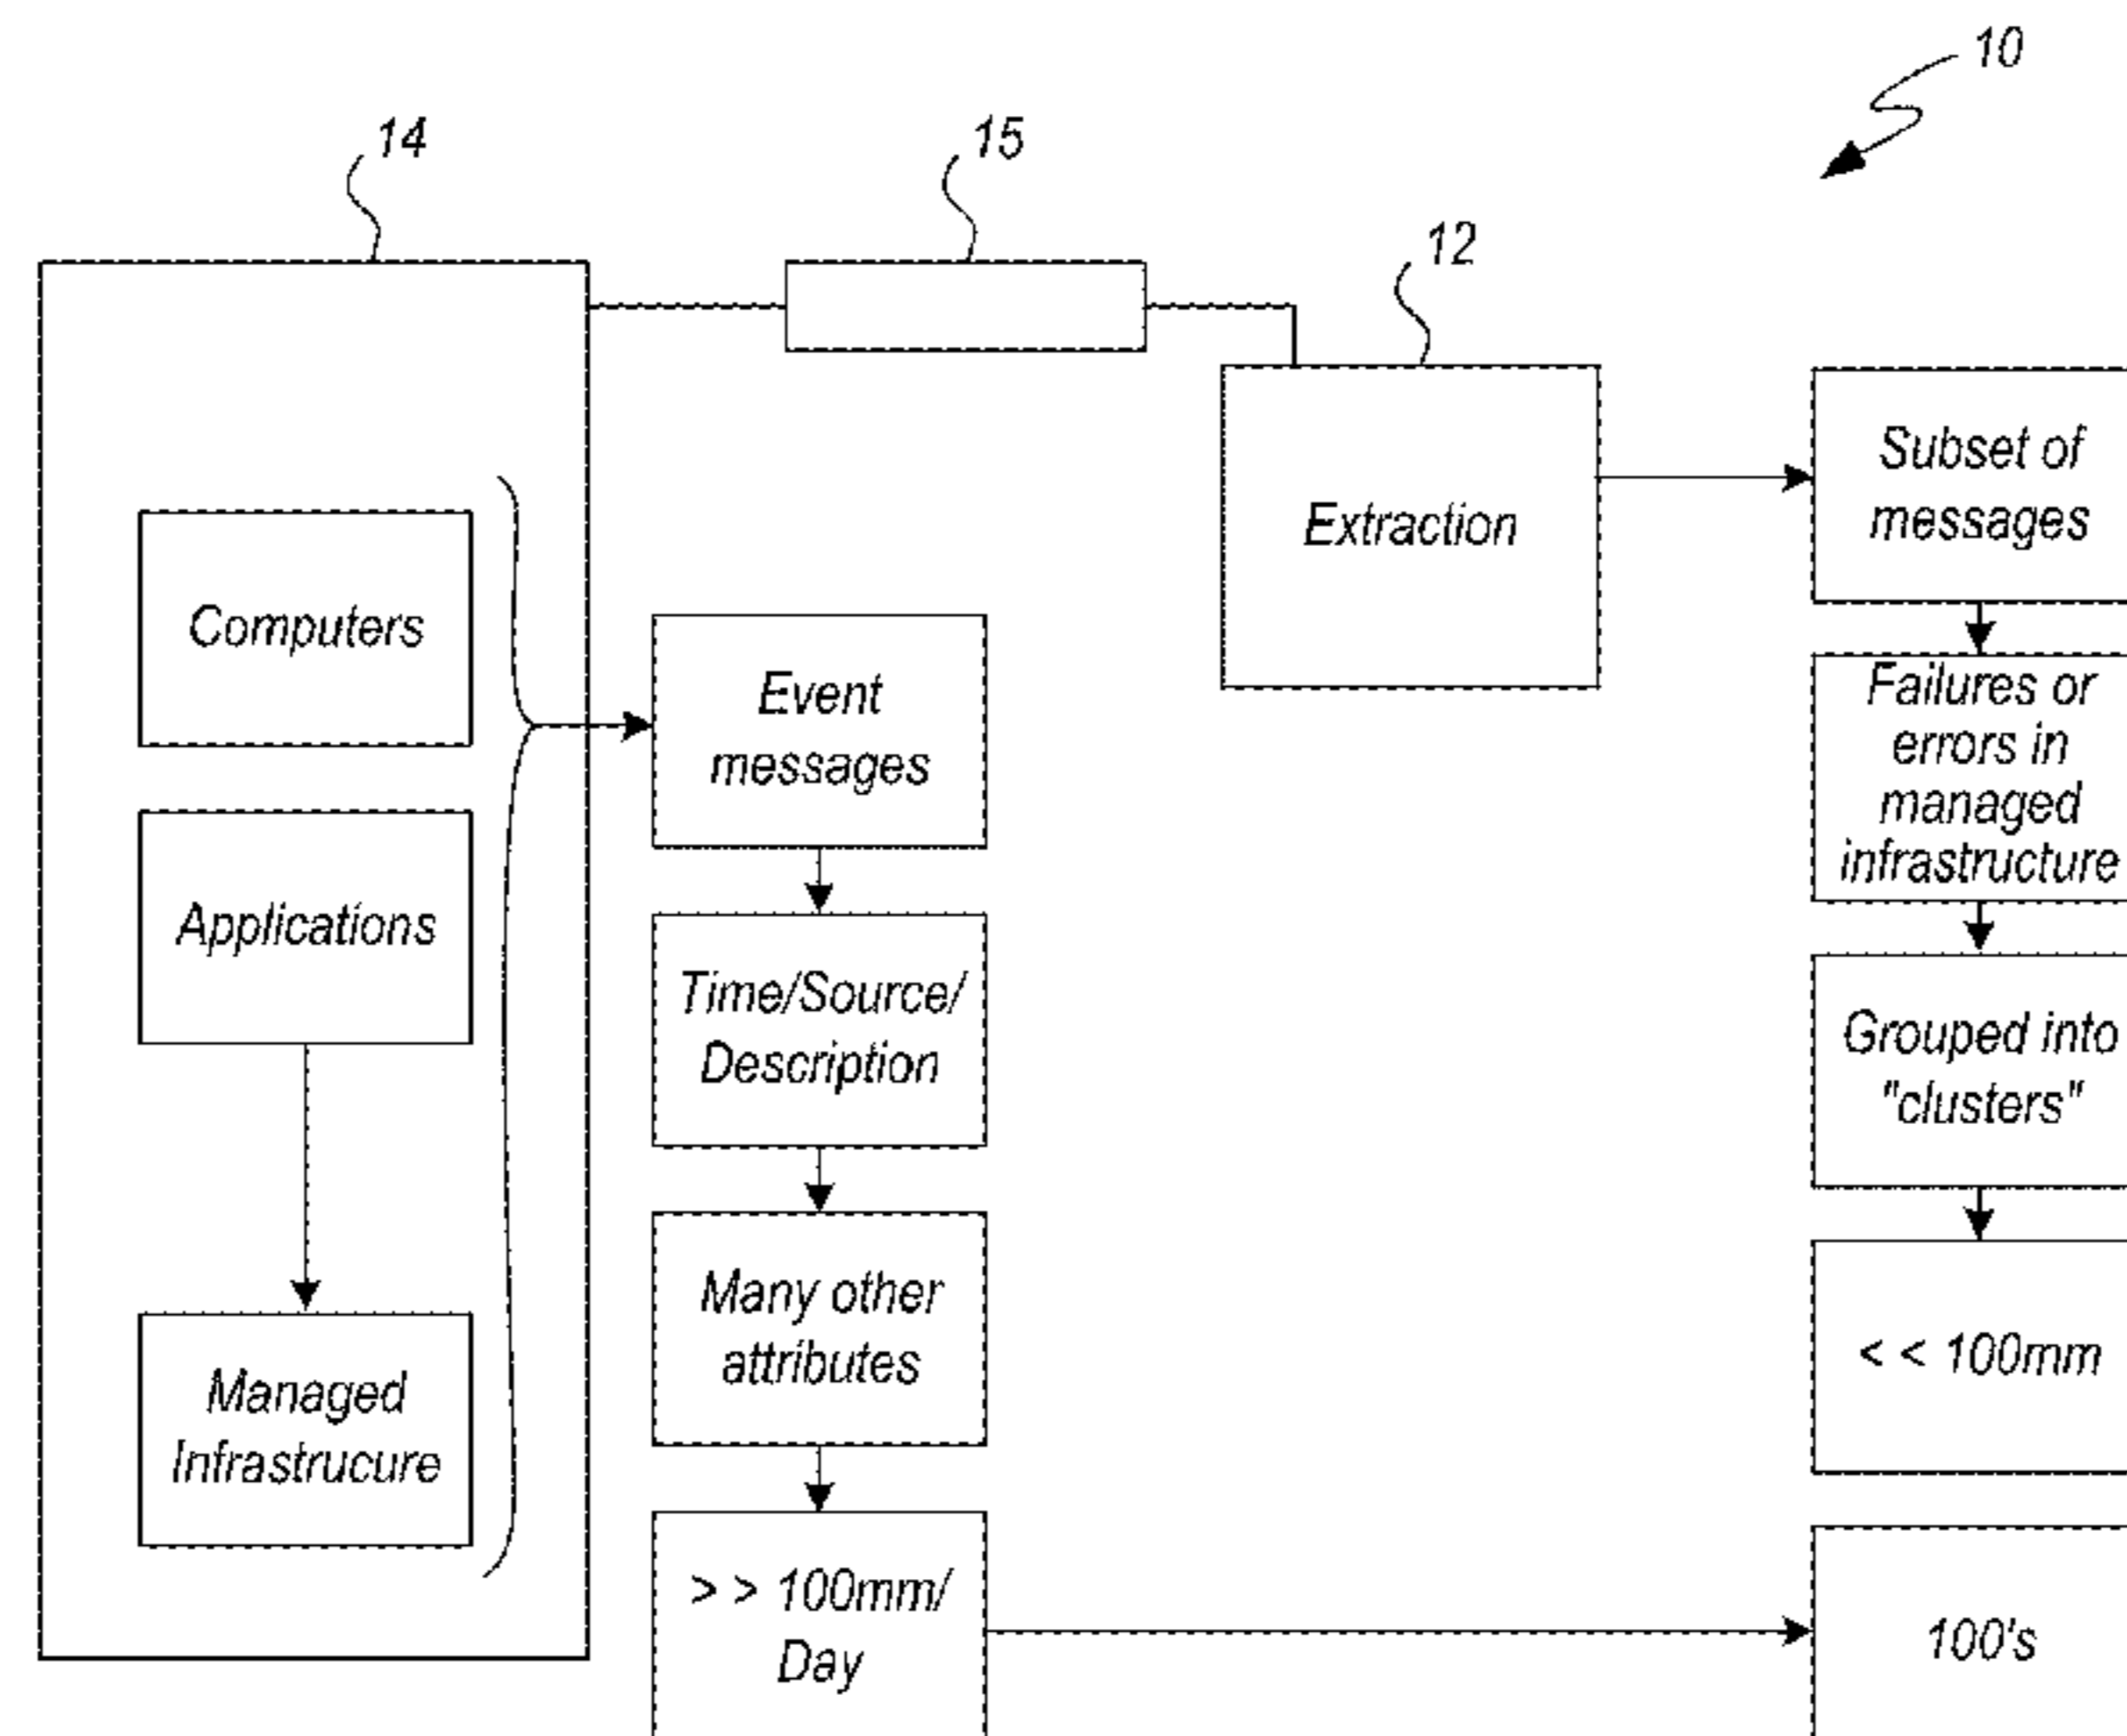 10
14
15
12
Computers
Applications
Managed
Infrastrucure
Event
messages
Time/Source/
Description
Many other
attributes
> > 100mm/
Day
Extraction
Subset of
messages
Failures or
errors in
managed
infrastructure
Grouped into
"clusters"
< < 100mm
100's